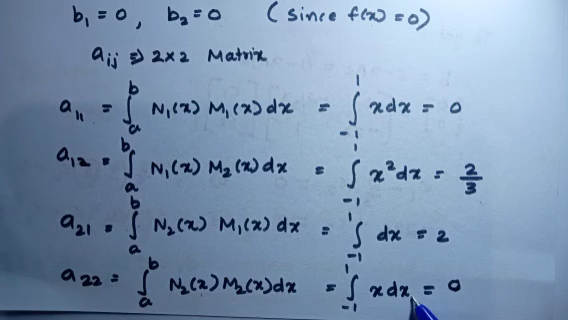 b₁ = 0 , b₂ = 0 (since f(x) = 0)
aᵢⱼ ⇒ 2×2 Matrix
a₁₁ = ∫ₐᵇ N₁(x) M₁(x) dx = ∫₋₁¹ x dx = 0
a₁₂ = ∫ₐᵇ N₁(x) M₂(x) dx = ∫₋₁¹ x² dx = 2/3
a₂₁ = ∫ₐᵇ N₂(x) M₁(x) dx = ∫₋₁¹ dx = 2
a₂₂ = ∫ₐᵇ N₂(x) M₂(x) dx = ∫₋₁¹ x dx = 0